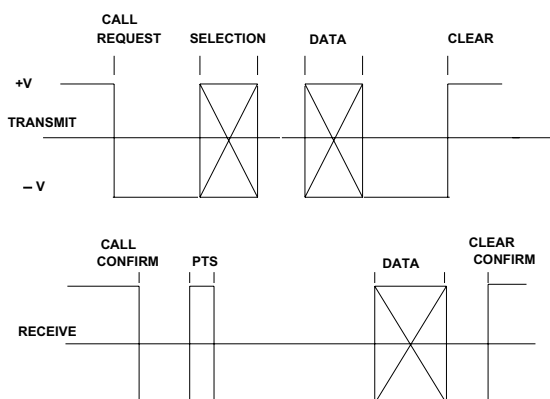 CALL
REQUEST SELECTION DATA CLEAR
+V
TRANSMIT
– V
CALL
CONFIRM PTS DATA CLEAR
CONFIRM
RECEIVE